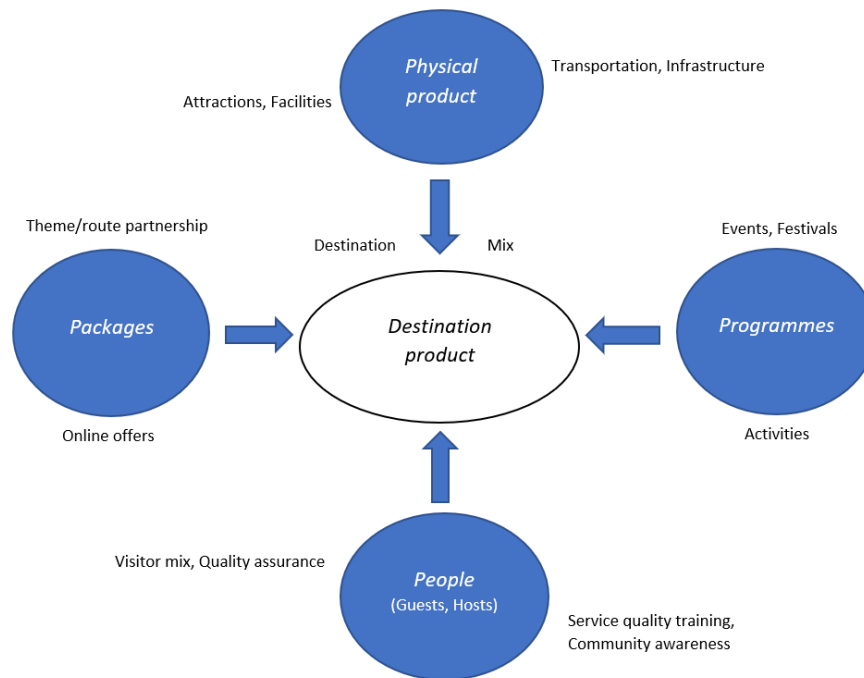 Physical
product
Transportation, Infrastructure
Attractions, Facilities
Theme/route partnership
Destination Mix
Events, Festivals
Packages
Destination
product
Programmes
Online offers
Activities
Visitor mix, Quality assurance
People
(Guests, Hosts)
Service quality training,
Community awareness